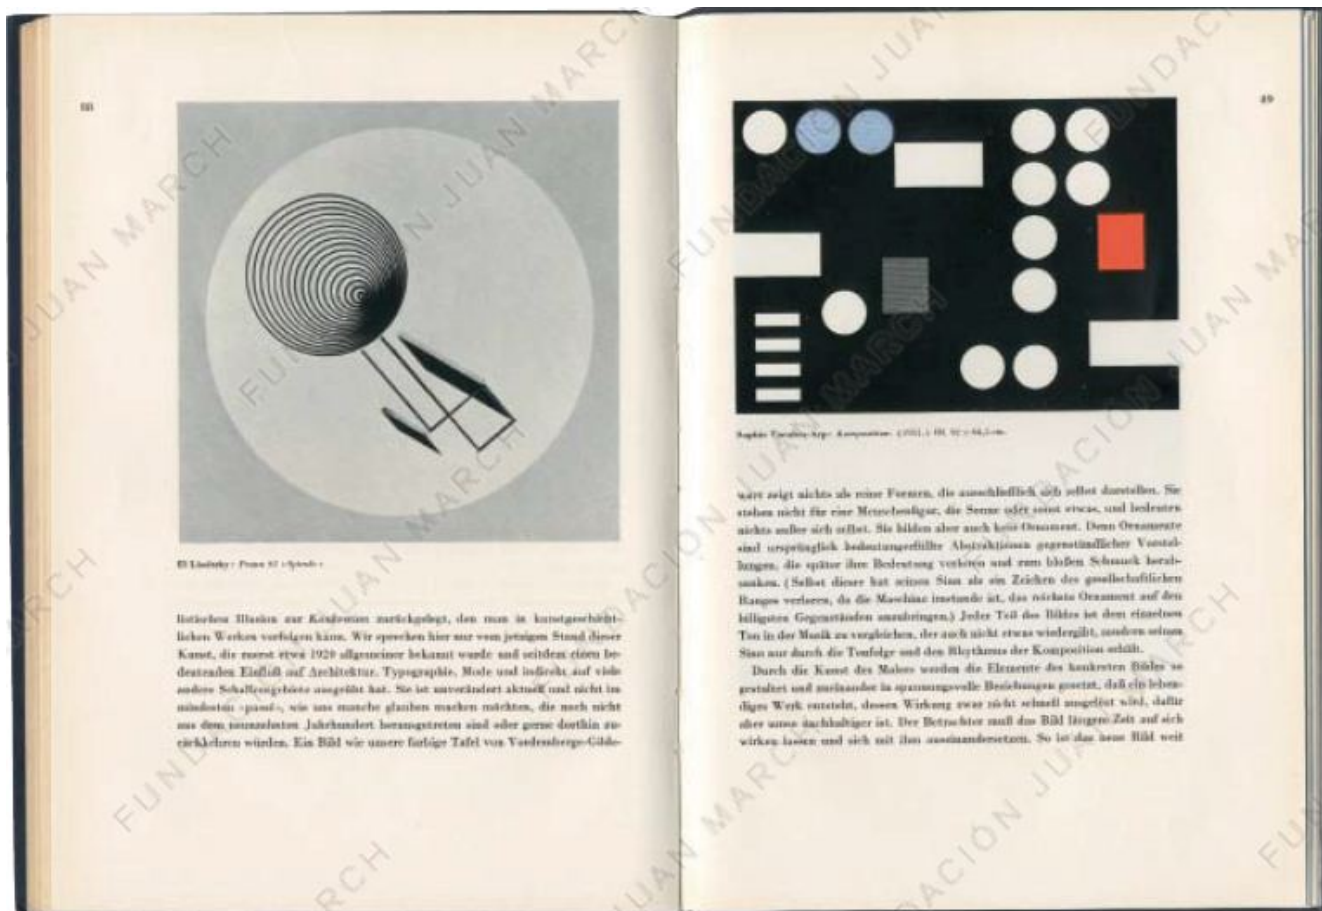 49
El Lissitzky: Proun 97 «Spirale»
listischen Illusion zur Konkretion zurückgelegt, den man in kunstgeschicht-
lichen Werken verfolgen kann. Wir sprechen hier nur vom jetzigen Stand dieser
Kunst, die zuerst etwa 1920 allgemeiner bekannt wurde und seitdem einen be-
deutenden Einfluß auf Architektur, Typographie, Mode und indirekt auf viele
andere Schaffensgebiete ausgeübt hat. Sie ist unverändert aktuell und nicht im
mindesten «passé», wie uns manche glauben machen möchten, die noch nicht
aus dem neunzehnten Jahrhundert herausgetreten sind oder gerne dorthin zu-
rückkehren würden. Ein Bild wie unsere farbige Tafel von Vordemberge-Gilde-
Sophie Taeuber-Arp: Komposition. (1931.)
wart zeigt nichts als reine Formen, die ausschließlich sich selbst darstellen. Sie
stehen nicht für eine Menschenfigur, die Sonne oder sonst etwas, und bedeuten
nichts außer sich selbst. Sie bilden aber auch kein Ornament. Denn Ornamente
sind ursprünglich bedeutungerfüllte Abstraktionen gegenständlicher Vorstel-
lungen, die später ihre Bedeutung verloren und zum bloßen Schmuck herab-
sanken. (Selbst dieser hat seinen Sinn als ein Zeichen des gesellschaftlichen
Ranges verloren, da die Maschine imstande ist, das reichste Ornament auf den
billigsten Gegenständen anzubringen.) Jeder Teil des Bildes ist dem einzelnen
Ton in der Musik zu vergleichen, der auch nicht etwas wiedergibt, sondern seinen
Sinn nur durch die Tonfolge und den Rhythmus der Komposition erhält.
Durch die Kunst des Malers werden die Elemente des konkreten Bildes so
gestaltet und zueinander in spannungsvolle Beziehungen gesetzt, daß ein leben-
diges Werk entsteht, dessen Wirkung zwar nicht schnell ausgelöst wird, dafür
aber umso nachhaltiger ist. Der Betrachter muß das Bild längere Zeit auf sich
wirken lassen und sich mit ihm auseinandersetzen. So ist das neue Bild weit
FUNDACIÓN JUAN MARCH